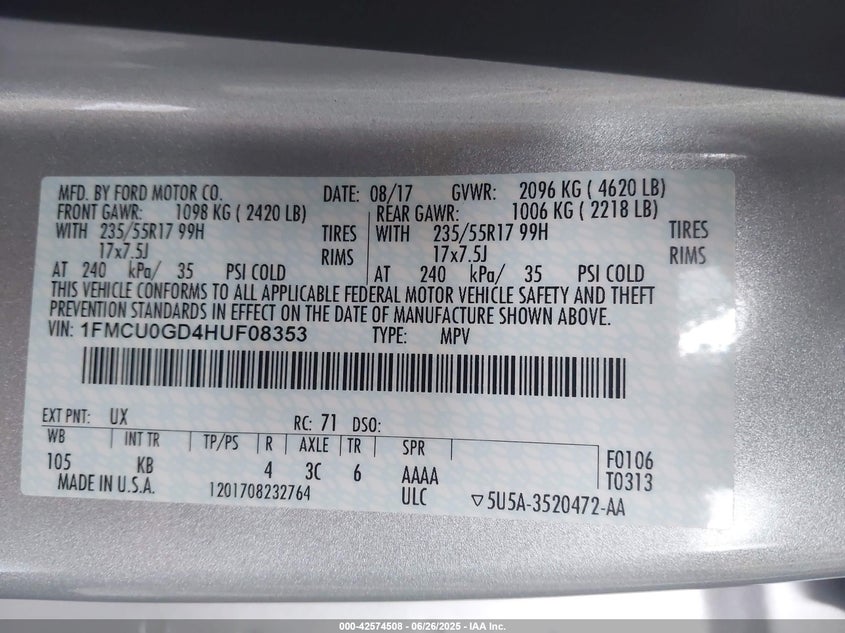 MFD. BY FORD MOTOR CO. DATE: 08/17 GVWR: 2096 KG ( 4620 LB)
FRONT GAWR: 1098 KG ( 2420 LB) REAR GAWR: 1006 KG ( 2218 LB)
WITH 235/55R17 99H TIRES WITH 235/55R17 99H TIRES
17x7.5J RIMS 17x7.5J RIMS
AT 240 kPa/ 35 PSI COLD AT 240 kPa/ 35 PSI COLD
THIS VEHICLE CONFORMS TO ALL APPLICABLE FEDERAL MOTOR VEHICLE SAFETY AND THEFT
PREVENTION STANDARDS IN EFFECT ON THE DATE OF MANUFACTURE SHOWN ABOVE.
VIN: 1FMCU0GD4HUF08353 TYPE: MPV
EXT PNT: UX RC: 71 DSO:
WB INT TR TP/PS R AXLE TR SPR
105 KB 4 3C 6 AAAA F0106
MADE IN U.S.A. 1201708232764 ULC T0313
▽5U5A-3520472-AA
000-42574508 - 06/26/2025 - IAA Inc.